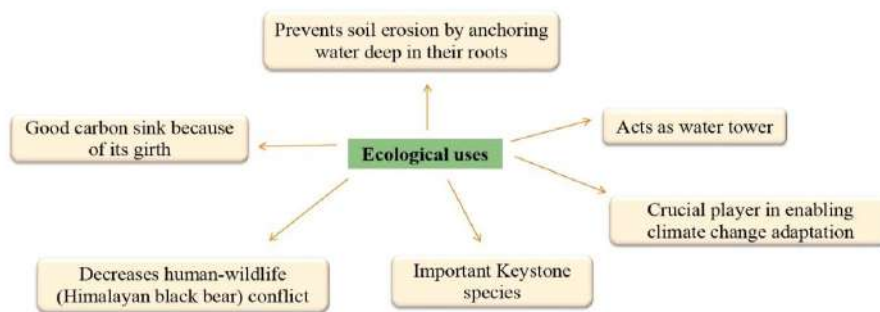 Prevents soil erosion by anchoring
water deep in their roots
Good carbon sink because
of its girth
Acts as water tower
Ecological uses
Crucial player in enabling
climate change adaptation
Decreases human-wildlife
(Himalayan black bear) conflict
Important Keystone
species